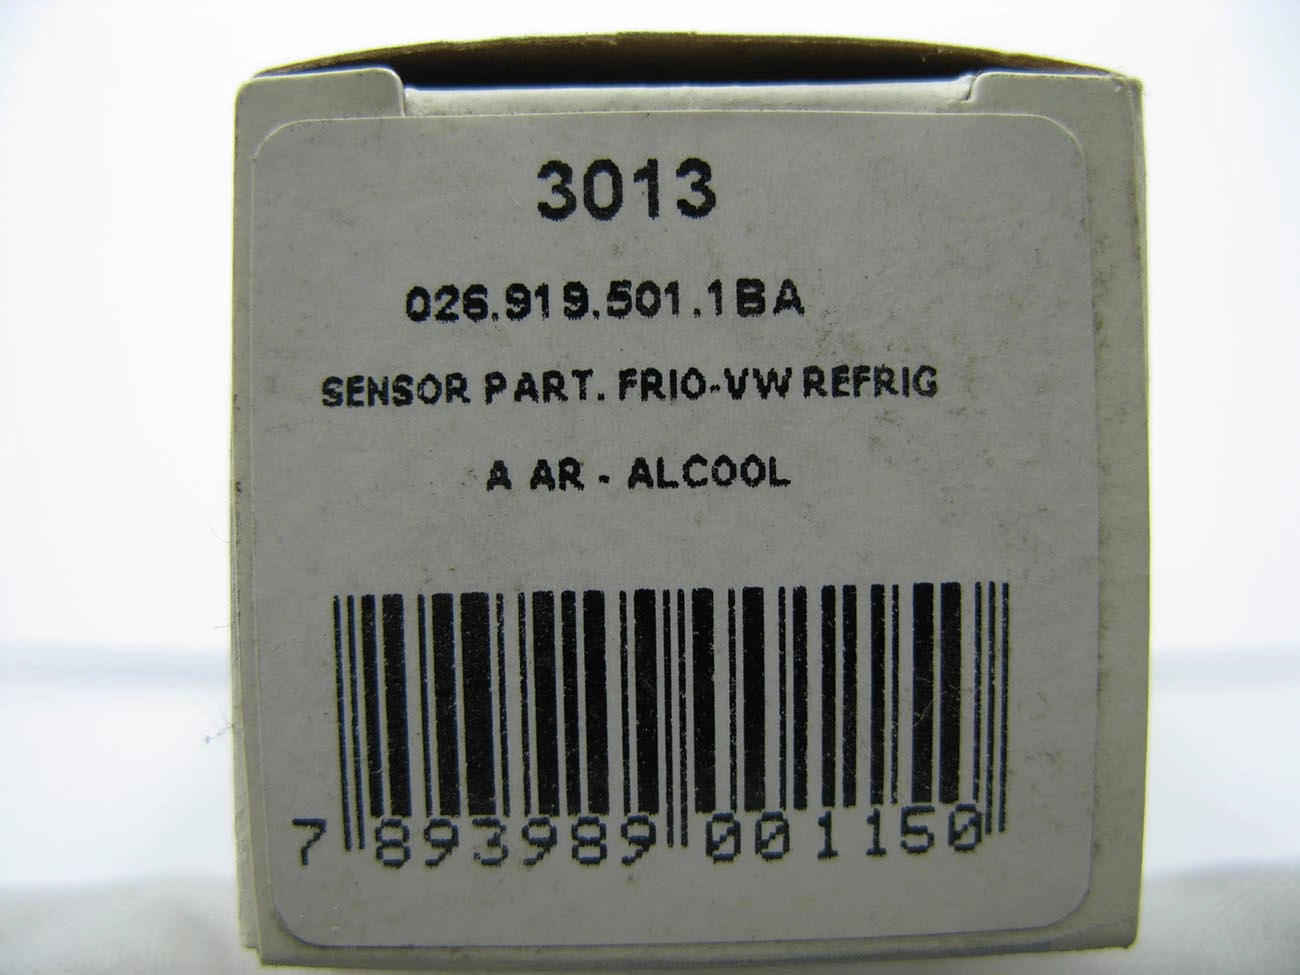 3013
026.919.501.1BA
SENSOR PART. FRIO-VW REFRIG
A AR - ALCOOL
7 893989 001150